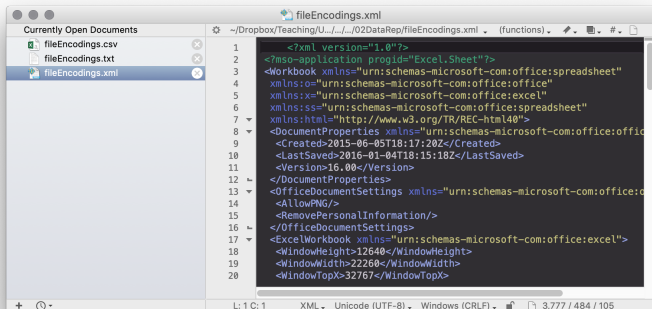 fileEncodings.xml
Currently Open Documents
~/Dropbox/Teaching/U/.../.../02DataRep/fileEncodings.xml
(functions)
#
fileEncodings.csv
fileEncodings.txt
fileEncodings.xml
1 <?xml version="1.0"?>
2 <?mso-application progid="Excel.Sheet"?>
3 <Workbook xmlns="urn:schemas-microsoft-com:office:spreadsheet"
4 xmlns:o="urn:schemas-microsoft-com:office:office"
5 xmlns:x="urn:schemas-microsoft-com:office:excel"
6 xmlns:ss="urn:schemas-microsoft-com:office:spreadsheet"
7 xmlns:html="http://www.w3.org/TR/REC-html40">
8 <DocumentProperties xmlns="urn:schemas-microsoft-com:office:offic
9 <Created>2015-06-05T18:17:20Z</Created>
10 <LastSaved>2016-01-04T18:15:18Z</LastSaved>
11 <Version>16.00</Version>
12 </DocumentProperties>
13 <OfficeDocumentSettings xmlns="urn:schemas-microsoft-com:office:o
14 <AllowPNG/>
15 <RemovePersonalInformation/>
16 </OfficeDocumentSettings>
17 <ExcelWorkbook xmlns="urn:schemas-microsoft-com:office:excel">
18 <WindowHeight>12640</WindowHeight>
19 <WindowWidth>22260</WindowWidth>
20 <WindowTopX>32767</WindowTopX>
L: 1 C: 1 XML Unicode (UTF-8) Windows (CRLF) 3,777 / 484 / 105